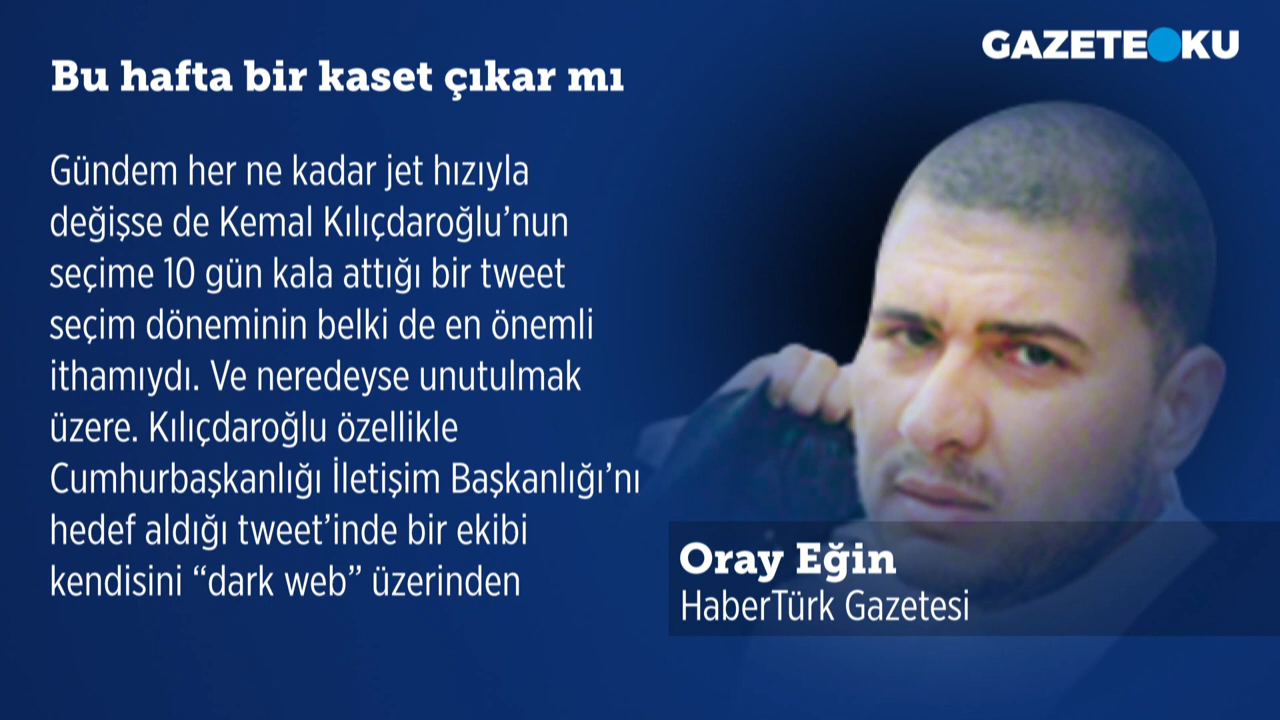 GAZETEOKU
Bu hafta bir kaset çıkar mı
Gündem her ne kadar jet hızıyla
değişse de Kemal Kılıçdaroğlu’nun
seçime 10 gün kala attığı bir tweet
seçim döneminin belki de en önemli
ithamıydı. Ve neredeyse unutulmak
üzere. Kılıçdaroğlu özellikle
Cumhurbaşkanlığı İletişim Başkanlığı’nı
hedef aldığı tweet’inde bir ekibi
kendisini “dark web” üzerinden
Oray Eğin
HaberTürk Gazetesi